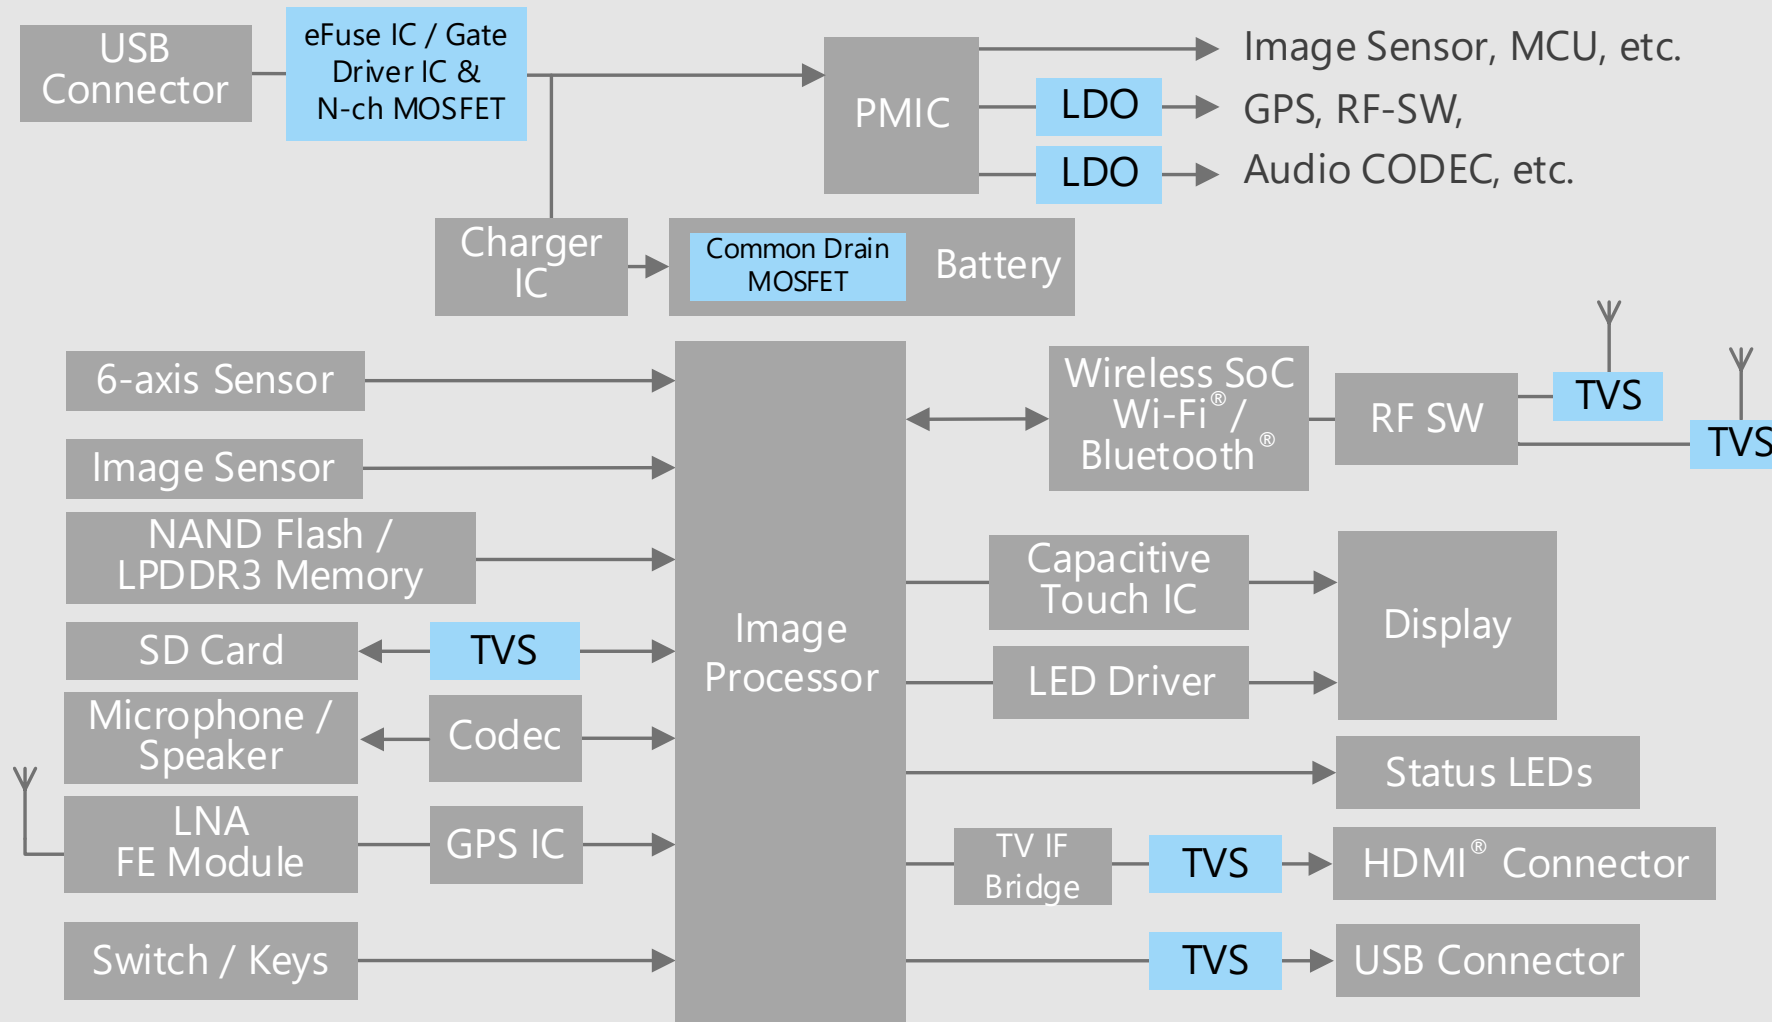 USB
Connector
eFuse IC / Gate
Driver IC &
N-ch MOSFET
PMIC
LDO
LDO
Image Sensor, MCU, etc.
GPS, RF-SW,
Audio CODEC, etc.
Charger
IC
Common Drain
MOSFET
Battery
6-axis Sensor
Image Sensor
NAND Flash /
LPDDR3 Memory
SD Card
TVS
Microphone /
Speaker
Codec
LNA
FE Module
GPS IC
Switch / Keys
Image
Processor
Wireless SoC
Wi-Fi® /
Bluetooth®
RF SW
TVS
TVS
Capacitive
Touch IC
LED Driver
Display
Status LEDs
TV IF
Bridge
TVS
HDMI® Connector
TVS
USB Connector